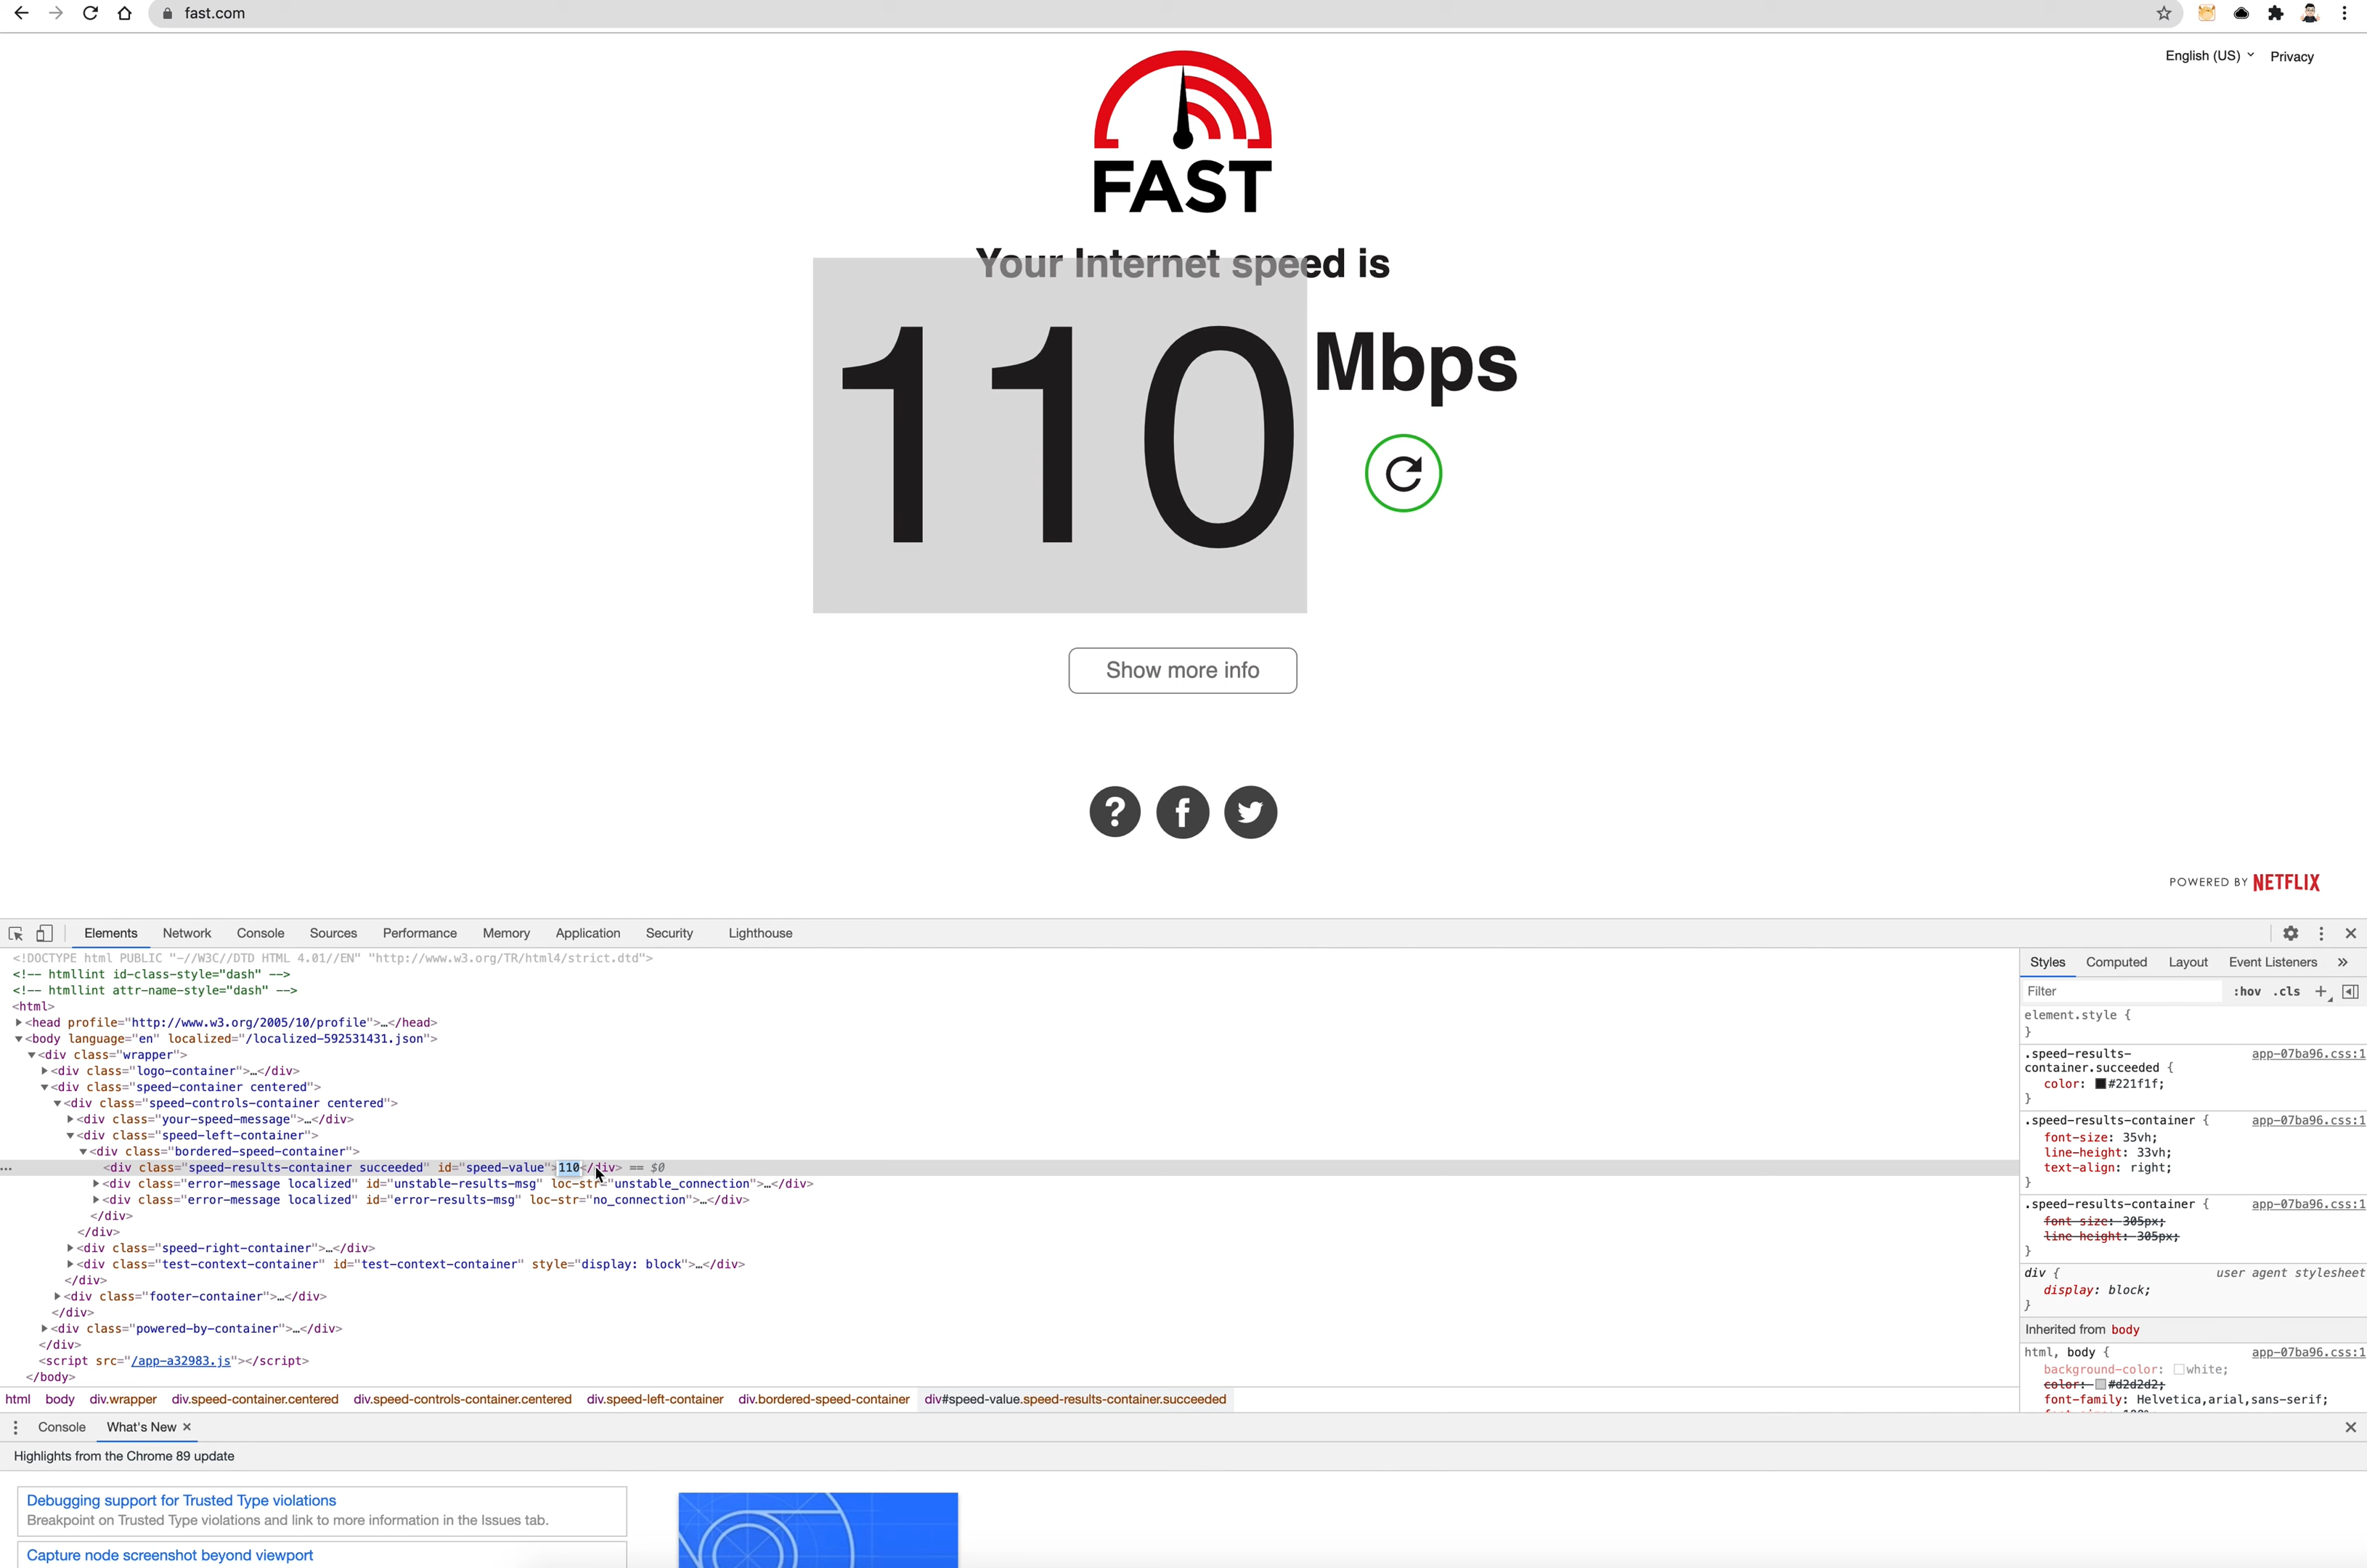 fast.com
English (US) Privacy
FAST
Your Internet speed is
110 Mbps
Show more info
?
f
POWERED BY NETFLIX
Elements Network Console Sources Performance Memory Application Security Lighthouse
<!DOCTYPE html PUBLIC "-//W3C//DTD HTML 4.01//EN" "http://www.w3.org/TR/html4/strict.dtd">
<!-- htmllint id-class-style="dash" -->
<!-- htmllint attr-name-style="dash" -->
<html>
<head profile="http://www.w3.org/2005/10/profile">…</head>
<body language="en" localized="/localized-592531431.json">
<div class="wrapper">
<div class="logo-container">…</div>
<div class="speed-container centered">
<div class="speed-controls-container centered">
<div class="your-speed-message">…</div>
<div class="speed-left-container">
<div class="bordered-speed-container">
… <div class="speed-results-container succeeded" id="speed-value">110</div> == $0
<div class="error-message localized" id="unstable-results-msg" loc-str="unstable_connection">…</div>
<div class="error-message localized" id="error-results-msg" loc-str="no_connection">…</div>
</div>
</div>
<div class="speed-right-container">…</div>
<div class="test-context-container" id="test-context-container" style="display: block">…</div>
</div>
<div class="footer-container">…</div>
</div>
<div class="powered-by-container">…</div>
</div>
<script src="/app-a32983.js"></script>
</body>
html body div.wrapper div.speed-container.centered div.speed-controls-container.centered div.speed-left-container div.bordered-speed-container div#speed-value.speed-results-container.succeeded
Styles Computed Layout Event Listeners »
Filter :hov .cls +
element.style {
}
.speed-results- app-07ba96.css:1
container.succeeded {
color: #221f1f;
}
.speed-results-container { app-07ba96.css:1
font-size: 35vh;
line-height: 33vh;
text-align: right;
}
.speed-results-container { app-07ba96.css:1
font-size: 305px;
line-height: 305px;
}
div { user agent stylesheet
display: block;
}
Inherited from body
html, body { app-07ba96.css:1
background-color: white;
color: #d2d2d2;
font-family: Helvetica,arial,sans-serif;
Console What's New ×
Highlights from the Chrome 89 update
Debugging support for Trusted Type violations
Breakpoint on Trusted Type violations and link to more information in the Issues tab.
Capture node screenshot beyond viewport